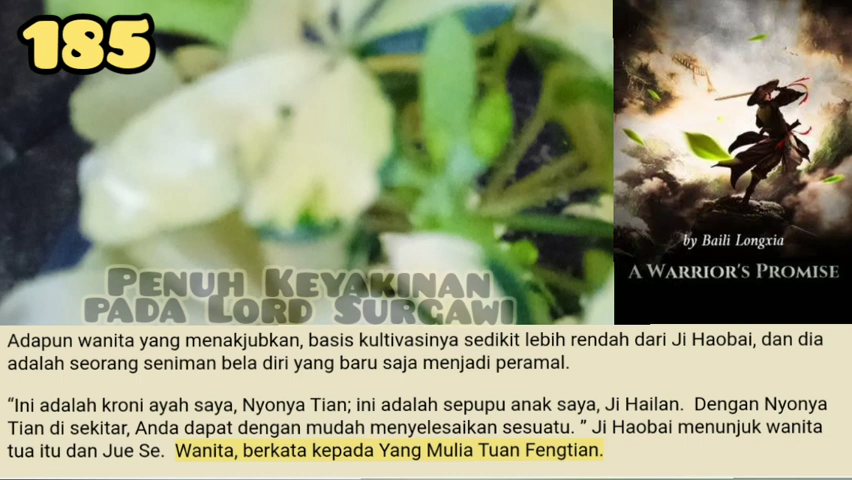 185
by Baili Longxia
A Warrior's Promise
Penuh Keyakinan
pada Lord Surgawi
Adapun wanita yang menakjubkan, basis kultivasinya sedikit lebih rendah dari Ji Haobai, dan dia
adalah seorang seniman bela diri yang baru saja menjadi peramal.
“Ini adalah kroni ayah saya, Nyonya Tian; ini adalah sepupu anak saya, Ji Hailan.  Dengan Nyonya
Tian di sekitar, Anda dapat dengan mudah menyelesaikan sesuatu. ” Ji Haobai menunjuk wanita
tua itu dan Jue Se.  Wanita, berkata kepada Yang Mulia Tuan Fengtian.